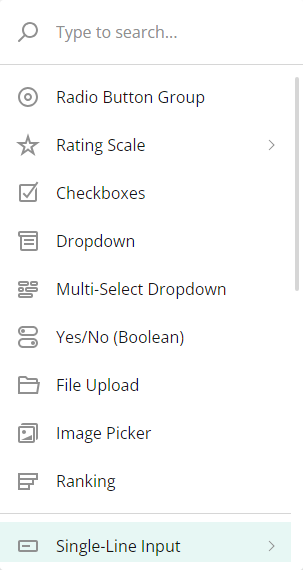 Type to search...
Radio Button Group
Rating Scale
Checkboxes
Dropdown
Multi-Select Dropdown
Yes/No (Boolean)
File Upload
Image Picker
Ranking
Single-Line Input